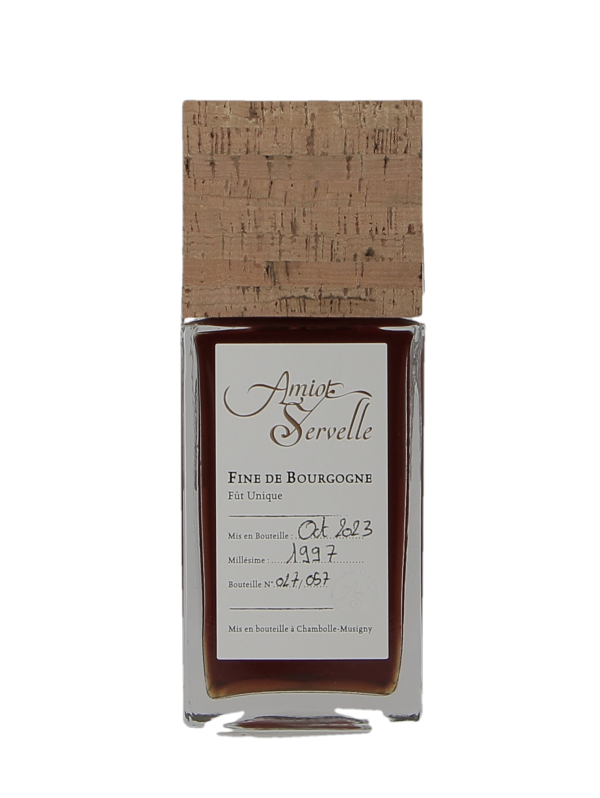 Amiot
Servelle
Fine de Bourgogne
Fût Unique
Mis en Bouteille : Oct 2023
Millésime : 1997
Bouteille N° 027/057
Mis en bouteille à Chambolle-Musigny